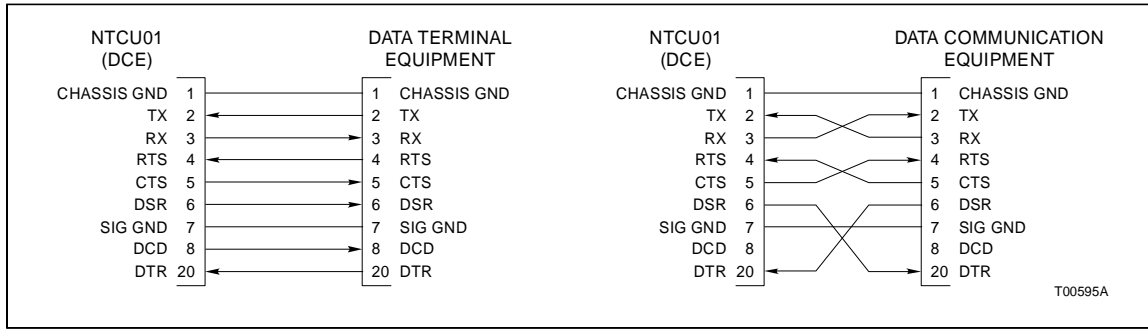 NTCU01
(DCE)
DATA TERMINAL
EQUIPMENT
CHASSIS GND 1 1 CHASSIS GND
TX 2 2 TX
RX 3 3 RX
RTS 4 4 RTS
CTS 5 5 CTS
DSR 6 6 DSR
SIG GND 7 7 SIG GND
DCD 8 8 DCD
DTR 20 20 DTR
NTCU01
(DCE)
DATA COMMUNICATION
EQUIPMENT
CHASSIS GND 1 1 CHASSIS GND
TX 2 2 TX
RX 3 3 RX
RTS 4 4 RTS
CTS 5 5 CTS
DSR 6 6 DSR
SIG GND 7 7 SIG GND
DCD 8 8 DCD
DTR 20 20 DTR
T00595A